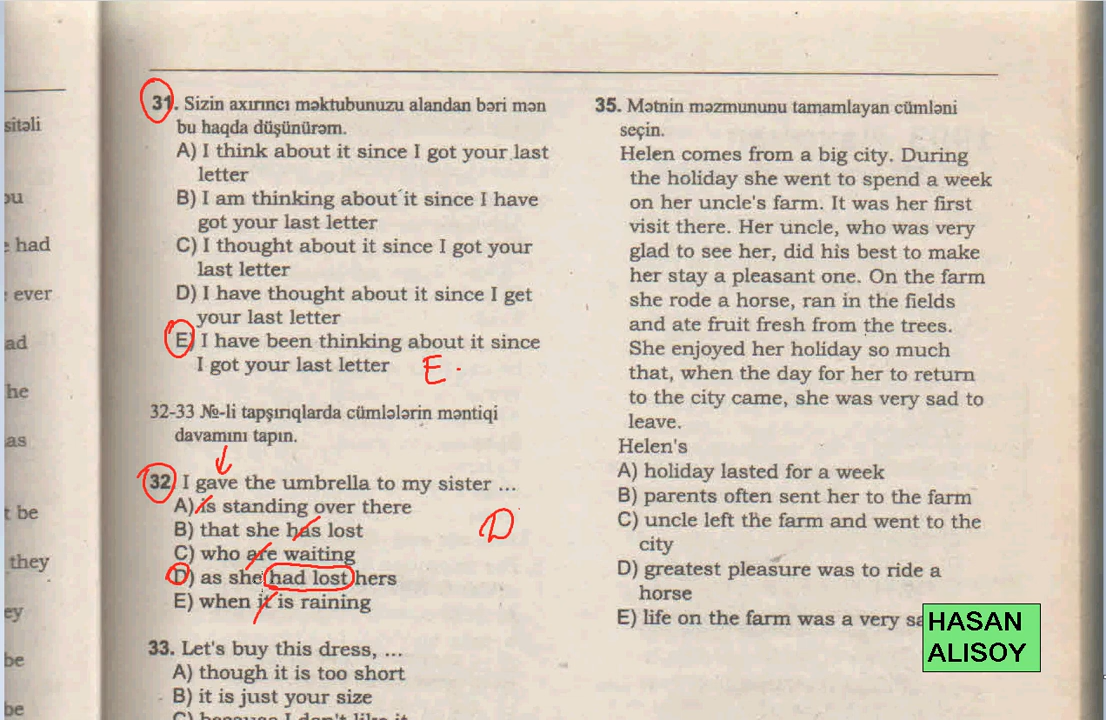 sitəli
ou
had
ever
ad
he
as
t be
they
ey
be
be
31. Sizin axırıncı məktubunuzu alandan bəri mən
bu haqda düşünürəm.
A) I think about it since I got your last
letter
B) I am thinking about it since I have
got your last letter
C) I thought about it since I got your
last letter
D) I have thought about it since I get
your last letter
E) I have been thinking about it since
I got your last letter
E.
32-33 №-li tapşırıqlarda cümlələrin məntiqi
davamını tapın.
32. I gave the umbrella to my sister ...
A) is standing over there
B) that she has lost
C) who are waiting
D) as she had lost hers
E) when it is raining
D
33. Let's buy this dress, ...
A) though it is too short
B) it is just your size
C) because I don't like it
35. Mətnin məzmununu tamamlayan cümləni
seçin.
Helen comes from a big city. During
the holiday she went to spend a week
on her uncle's farm. It was her first
visit there. Her uncle, who was very
glad to see her, did his best to make
her stay a pleasant one. On the farm
she rode a horse, ran in the fields
and ate fruit fresh from the trees.
She enjoyed her holiday so much
that, when the day for her to return
to the city came, she was very sad to
leave.
Helen's
A) holiday lasted for a week
B) parents often sent her to the farm
C) uncle left the farm and went to the
city
D) greatest pleasure was to ride a
horse
E) life on the farm was a very
HASAN
ALISOY